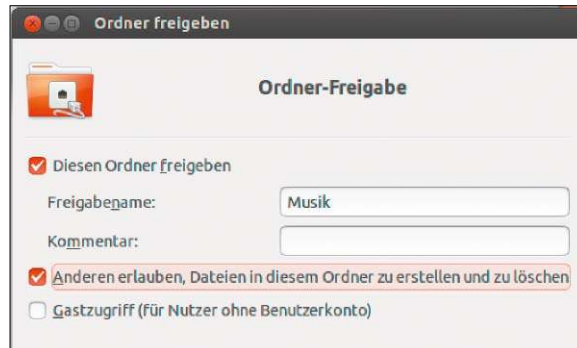 Ordner freigeben
Ordner-Freigabe
Diesen Ordner freigeben
Freigabename:
Musik
Kommentar:
Anderen erlauben, Dateien in diesem Ordner zu erstellen und zu löschen
Gastzugriff (für Nutzer ohne Benutzerkonto)